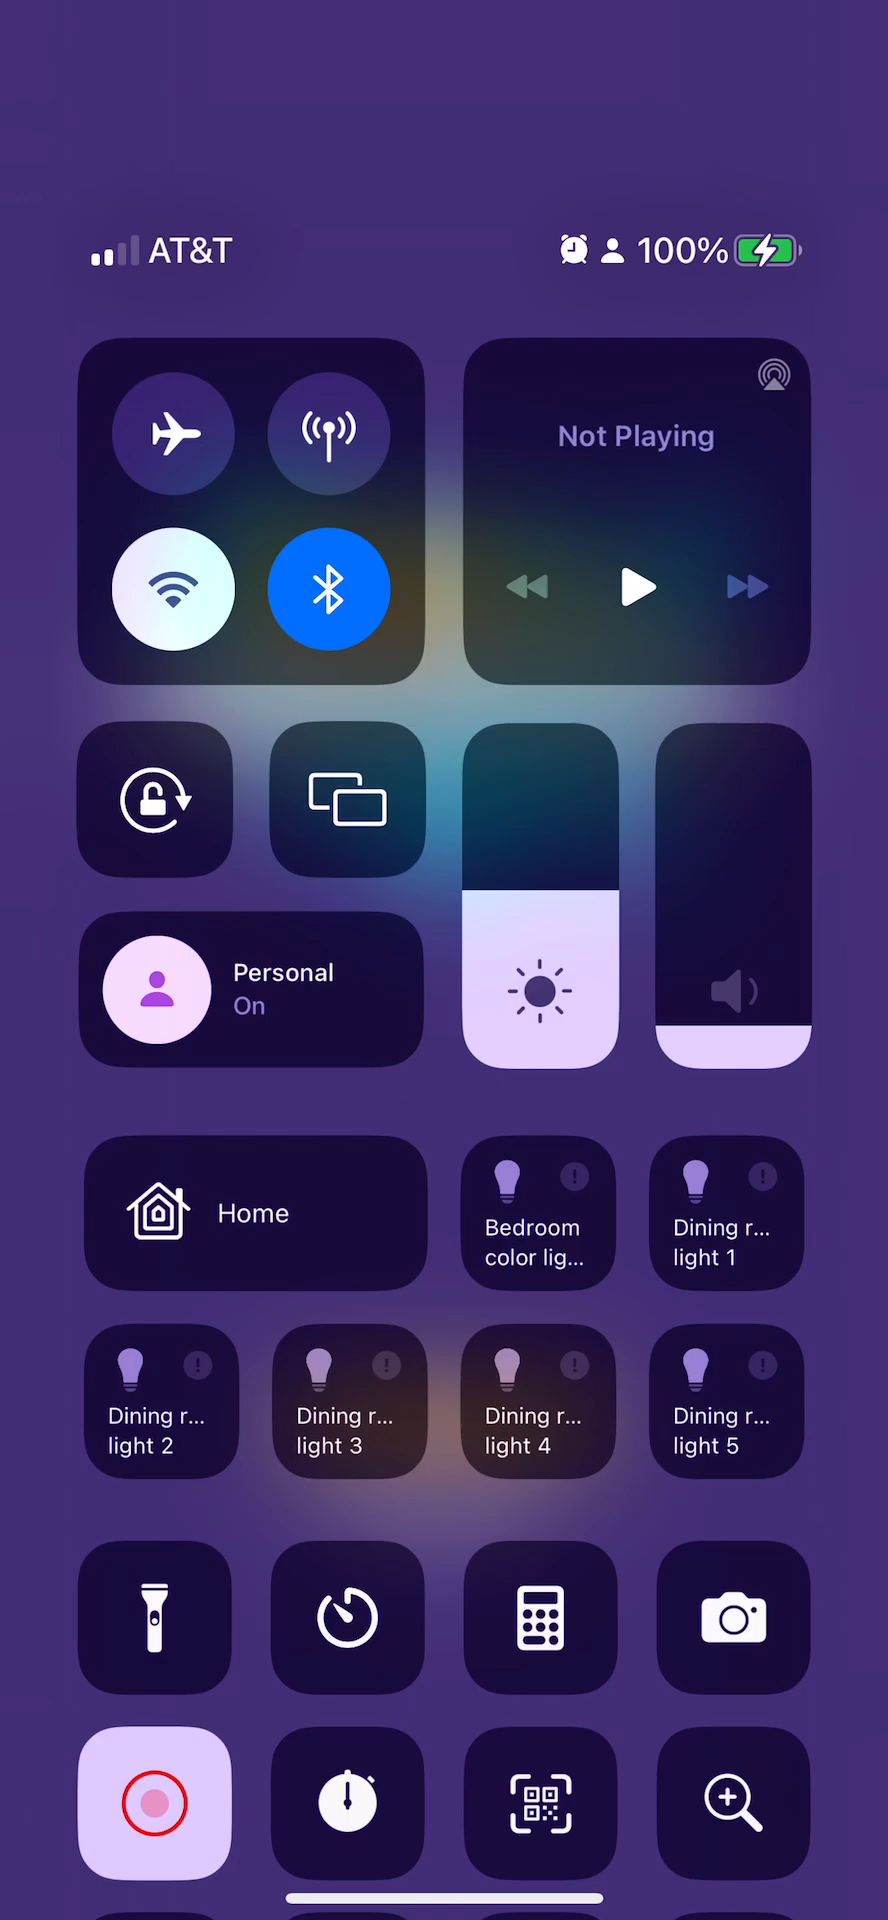 AT&T
100%
Not Playing
Personal
On
Home
Bedroom
color lig...
Dining r...
light 1
Dining r...
light 2
Dining r...
light 3
Dining r...
light 4
Dining r...
light 5